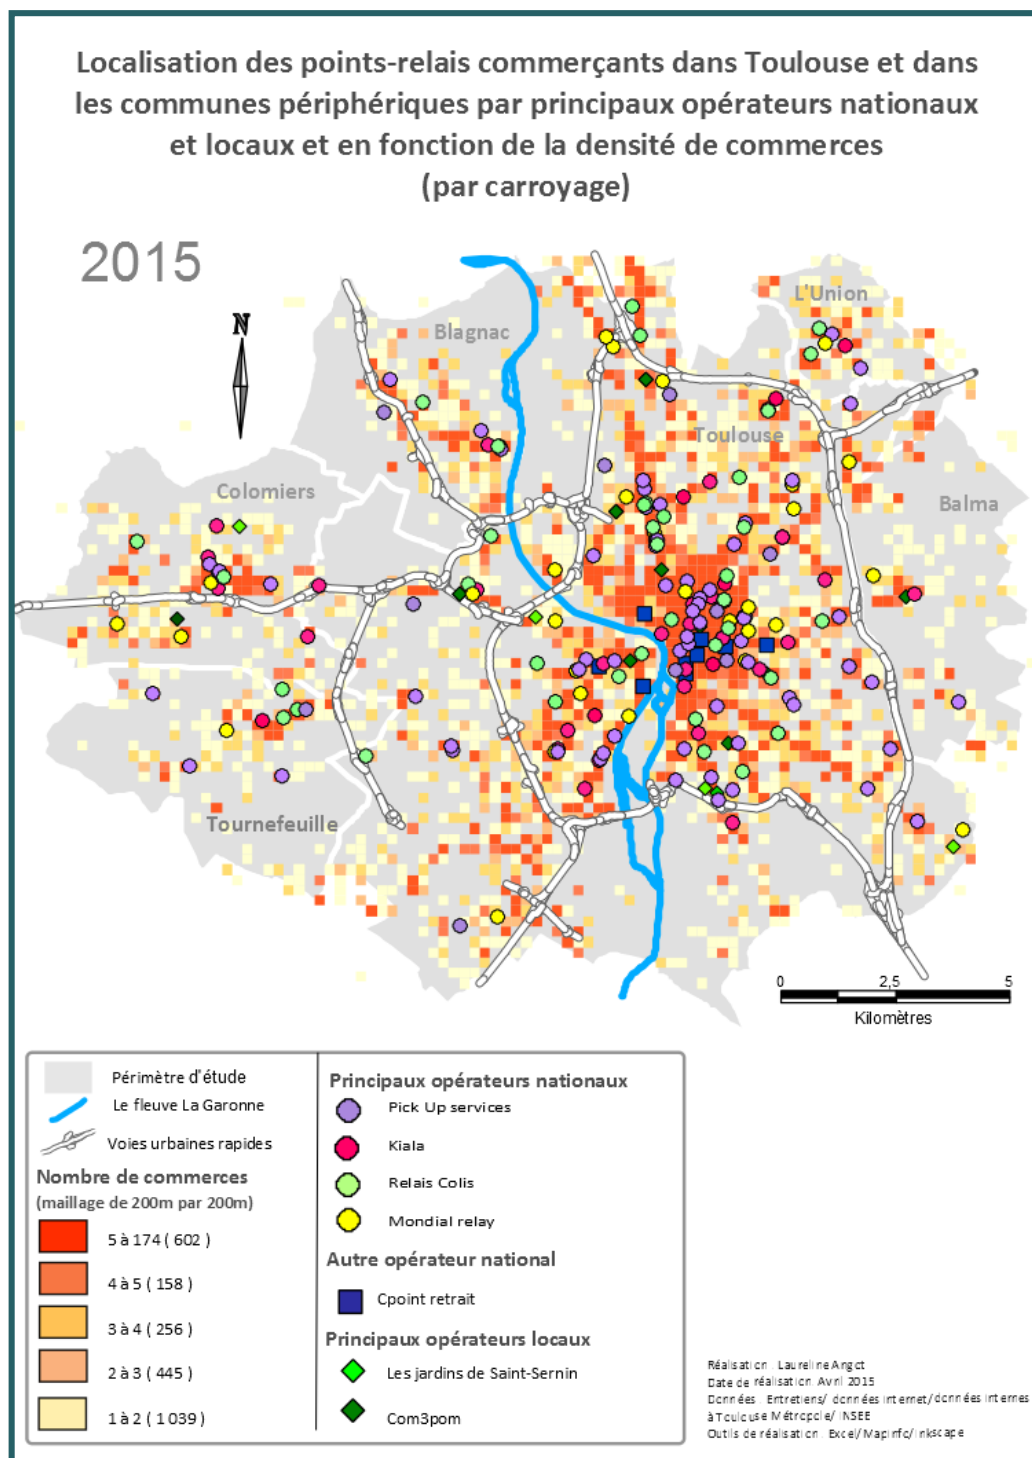 Localisation des points-relais commerçants dans Toulouse et dans
les communes périphériques par principaux opérateurs nationaux
et locaux et en fonction de la densité de commerces
(par carroyage)
2015
N
L'Union
Blagnac
Toulouse
Colomiers
Balma
Tournefeuille
0 2,5 5
Kilomètres
Périmètre d'étude
Le fleuve La Garonne
Voies urbaines rapides
Nombre de commerces
(maillage de 200m par 200m)
5 à 174 ( 602 )
4 à 5 ( 158 )
3 à 4 ( 256 )
2 à 3 ( 445 )
1 à 2 ( 1 039 )
Principaux opérateurs nationaux
Pick Up services
Kiala
Relais Colis
Mondial relay
Autre opérateur national
Cpoint retrait
Principaux opérateurs locaux
Les jardins de Saint-Sernin
Com3pom
Réalisation : Laureline Angot
Date de réalisation: Avril 2015
Données : Entretiens/ données internet/données internes
à Toulouse Métropole/ INSEE
Outils de réalisation : Excel/Mapinfo/Inkscape